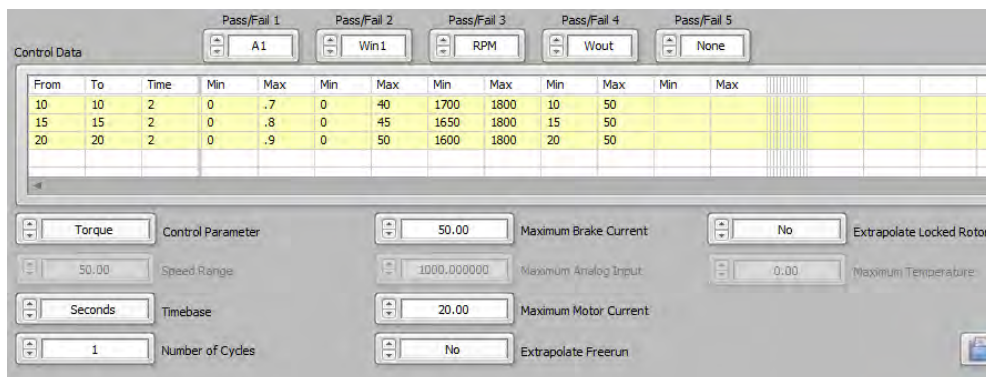 Pass/Fail 1 Pass/Fail 2 Pass/Fail 3 Pass/Fail 4 Pass/Fail 5
Control Data A1 Win1 RPM Wout None
From To Time Min Max Min Max Min Max Min Max Min Max
10 10 2 0 .7 0 40 1700 1800 10 50
15 15 2 0 .8 0 45 1650 1800 15 50
20 20 2 0 .9 0 50 1600 1800 20 50
Torque Control Parameter 50.00 Maximum Brake Current No Extrapolate Locked Rotor
50.00 Speed Range 1000.000000 Maximum Analog Input 0.00 Maximum Temperature
Seconds Timebase 20.00 Maximum Motor Current
1 Number of Cycles No Extrapolate Freerun